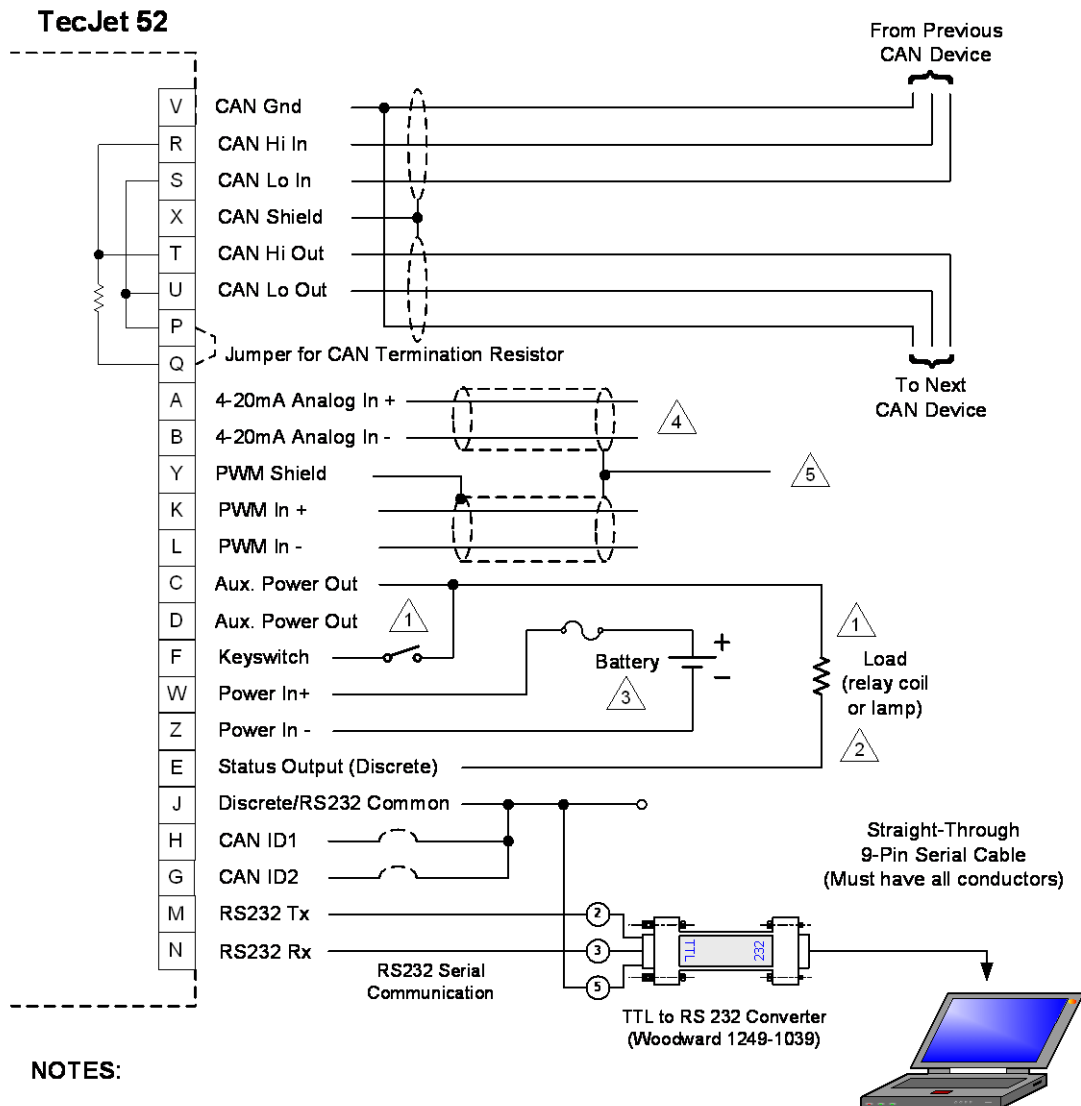 TecJet 52
From Previous
CAN Device
V CAN Gnd
R CAN Hi In
S CAN Lo In
X CAN Shield
T CAN Hi Out
U CAN Lo Out
P
Q Jumper for CAN Termination Resistor
To Next
CAN Device
A 4-20mA Analog In +
4
B 4-20mA Analog In -
Y PWM Shield
5
K PWM In +
L PWM In -
C Aux. Power Out
D Aux. Power Out
1
1
F Keyswitch
Battery
+
−
3
Load
(relay coil
or lamp)
2
W Power In+
Z Power In -
E Status Output (Discrete)
J Discrete/RS232 Common
H CAN ID1
G CAN ID2
Straight-Through
9-Pin Serial Cable
(Must have all conductors)
M RS232 Tx
2
N RS232 Rx
3
5
TTL
232
RS232 Serial
Communication
TTL to RS 232 Converter
(Woodward 1249-1039)
NOTES: